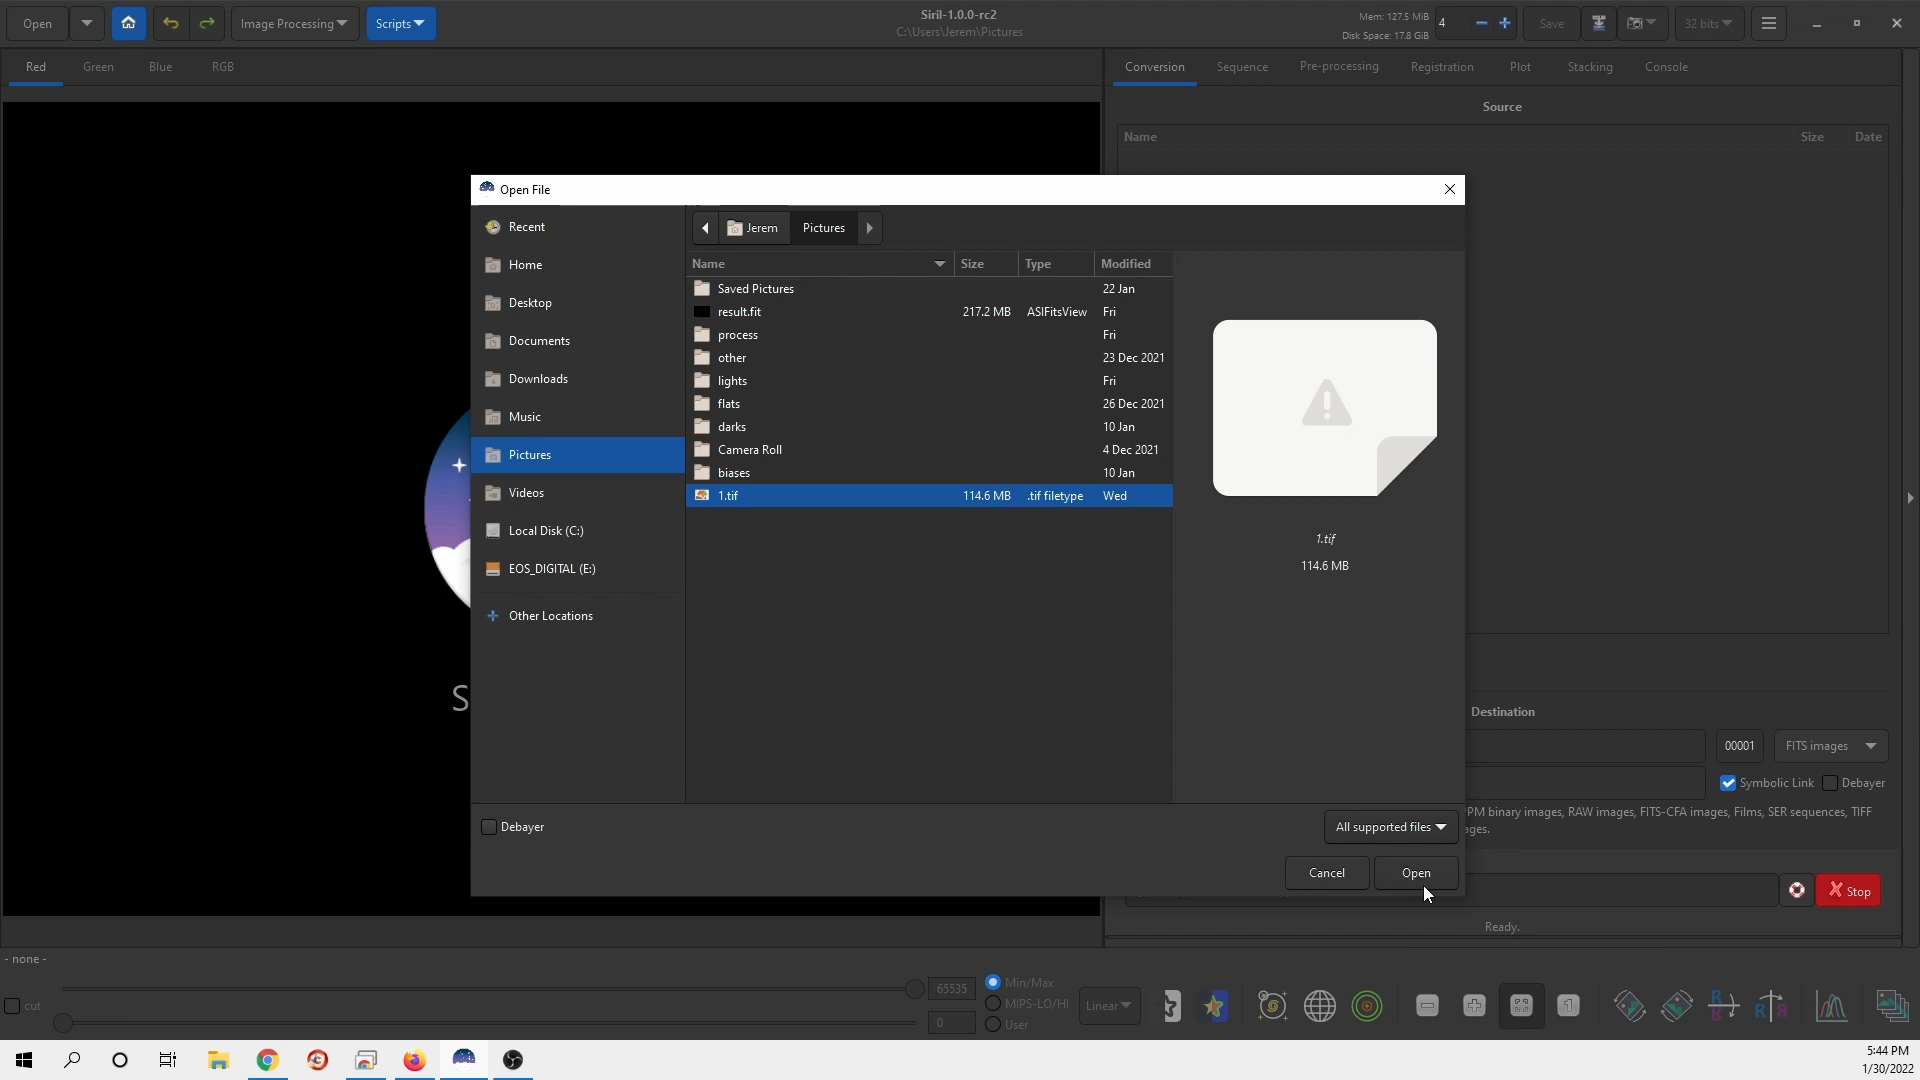 Open
Image Processing
Scripts
Siril-1.0.0-rc2
C:\Users\Jerem\Pictures
Mem: 127.5 MiB
Disk Space: 17.8 GiB
4
Save
32 bits
Red
Green
Blue
RGB
Conversion
Sequence
Pre-processing
Registration
Plot
Stacking
Console
Source
Name
Size
Date
Open File
Recent
Home
Desktop
Documents
Downloads
Music
Pictures
Videos
Local Disk (C:)
EOS_DIGITAL (E:)
Other Locations
Jerem
Pictures
Name Size Type Modified
Saved Pictures 22 Jan
result.fit 217.2 MB ASIFitsView Fri
process Fri
other 23 Dec 2021
lights Fri
flats 26 Dec 2021
darks 10 Jan
Camera Roll 4 Dec 2021
biases 10 Jan
1.tif 114.6 MB .tif filetype Wed
1.tif
114.6 MB
Debayer
All supported files
Cancel
Open
S
Destination
00001
FITS images
Symbolic Link
Debayer
PM binary images, RAW images, FITS-CFA images, Films, SER sequences, TIFF
ages.
Stop
Ready.
- none -
cut
65535
0
Min/Max
MIPS-LO/HI
User
Linear
1
R
R
R
R
5:44 PM
1/30/2022